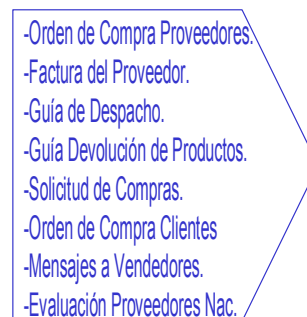 -Orden de Compra Proveedores.
-Factura del Proveedor.
-Guía de Despacho.
-Guía Devolución de Productos.
-Solicitud de Compras.
-Orden de Compra Clientes
-Mensajes a Vendedores.
-Evaluación Proveedores Nac.